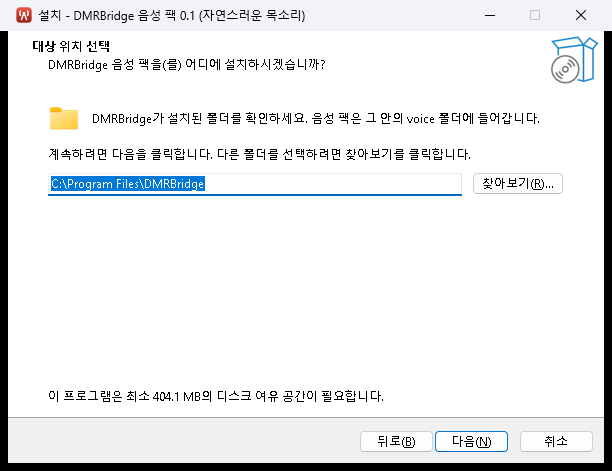 설치 - DMRBridge 음성 팩 0.1 (자연스러운 목소리)
대상 위치 선택
DMRBridge 음성 팩을(를) 어디에 설치하시겠습니까?
DMRBridge가 설치된 폴더를 확인하세요. 음성 팩은 그 안의 voice 폴더에 들어갑니다.
계속하려면 다음을 클릭합니다. 다른 폴더를 선택하려면 찾아보기를 클릭합니다.
C:\Program Files\DMRBridge
찾아보기(R)...
이 프로그램은 최소 404.1 MB의 디스크 여유 공간이 필요합니다.
뒤로(B)
다음(N)
취소